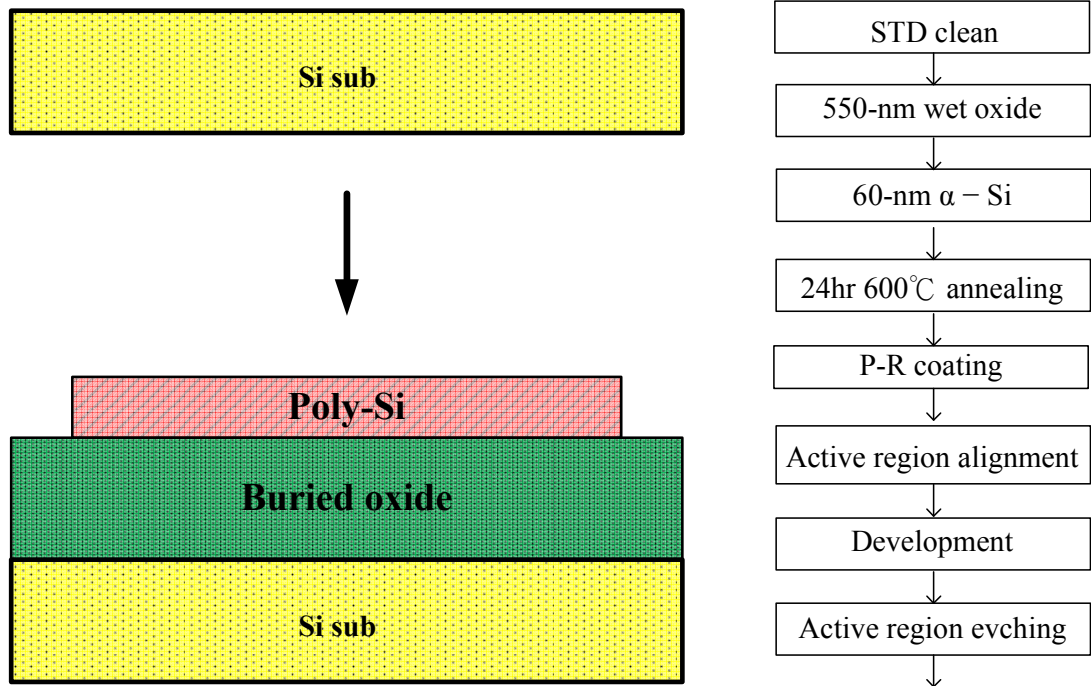 Si sub
Poly-Si
Buried oxide
Si sub
STD clean
550-nm wet oxide
60-nm α − Si
24hr 600℃ annealing
P-R coating
Active region alignment
Development
Active region evching